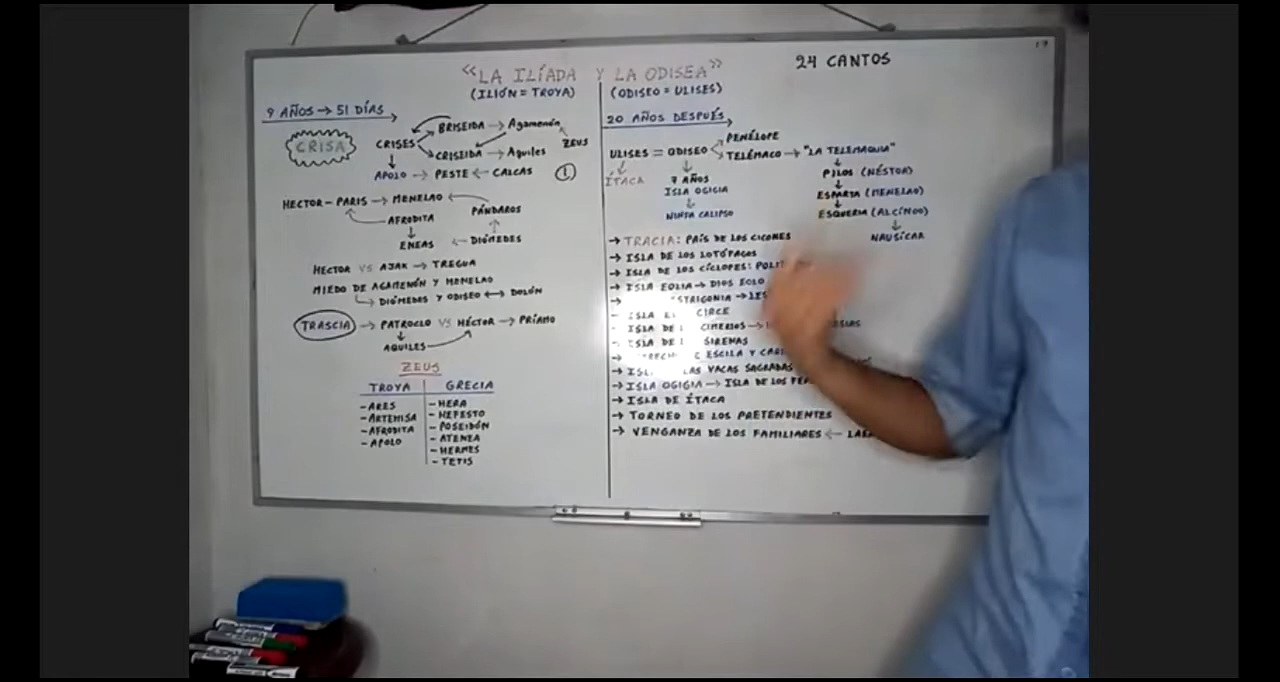 "LA ILÍADA Y LA ODISEA"
24 CANTOS
(ILIÓN = TROYA)
(ODISEO = ULISES)
9 AÑOS → 51 DÍAS
CRISA
BRISEIDA → Agamenón
CRISES
ZEUS
CRISEIDA → Aquiles
APOLO → PESTE ← CALCAS
①
HECTOR - PARIS → MENELAO
AFRODITA
PÁNDAROS
ENEAS ← DIÓMEDES
HECTOR VS AJAX → TREGUA
MIEDO DE AGAMENÓN Y MENELAO
DIÓMEDES Y ODISEO ↔ DOLÓN
TRASCIA → PATROCLO VS HÉCTOR → PRÍAMO
AQUILES
ZEUS
TROYA GRECIA
-ARES
-ARTEMISA
-AFRODITA
-APOLO
-HERA
-HEFESTO
-POSEIDÓN
-ATENEA
-HERMES
-TETIS
20 AÑOS DESPUÉS
PENÉLOPE
ULISES = ODISEO
TELÉMACO → "LA TELEMAQUIA"
ÍTACA
7 AÑOS
ISLA OGIGIA
NINFA CALIPSO
PILOS (NÉSTOR)
ESPARTA (MENELAO)
ESQUERIA (ALCÍNOO)
NAUSÍCAA
→ TRACIA: PAÍS DE LOS CICONES
→ ISLA DE LOS LOTÓFAGOS
→ ISLA DE LOS CÍCLOPES:
→ ISLA EOLIA → DIOS EOLO
CIRCE
ISLA DE CIMERIOS →
ISLA DE SIRENAS
ESCILA Y
VACAS SAGRADAS
→ ISLA OGIGIA → ISLA DE LOS
→ ISLA DE ÍTACA
→ TORNEO DE LOS PRETENDIENTES
→ VENGANZA DE LOS FAMILIARES ←